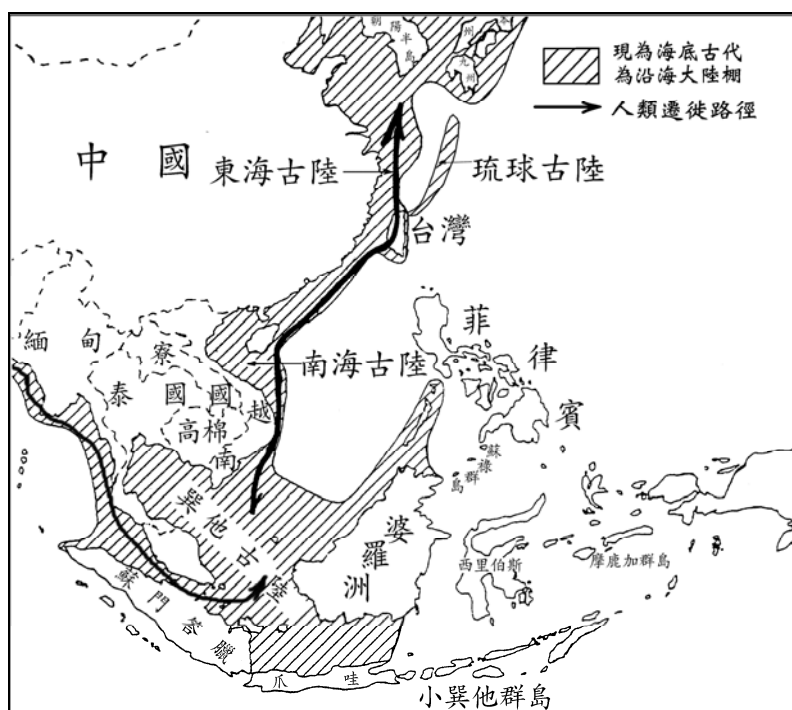 朝陽半島
本州
九州
現為海底古代
為沿海大陸棚
人類遷徙路徑
中國
東海古陸
琉球古陸
台灣
緬甸
寮國
泰國
南海古陸
越南
高棉
菲律賓
蘇祿群島
巽他古陸
婆羅洲
西里伯斯
摩鹿加群島
蘇門答臘
爪哇
小巽他群島